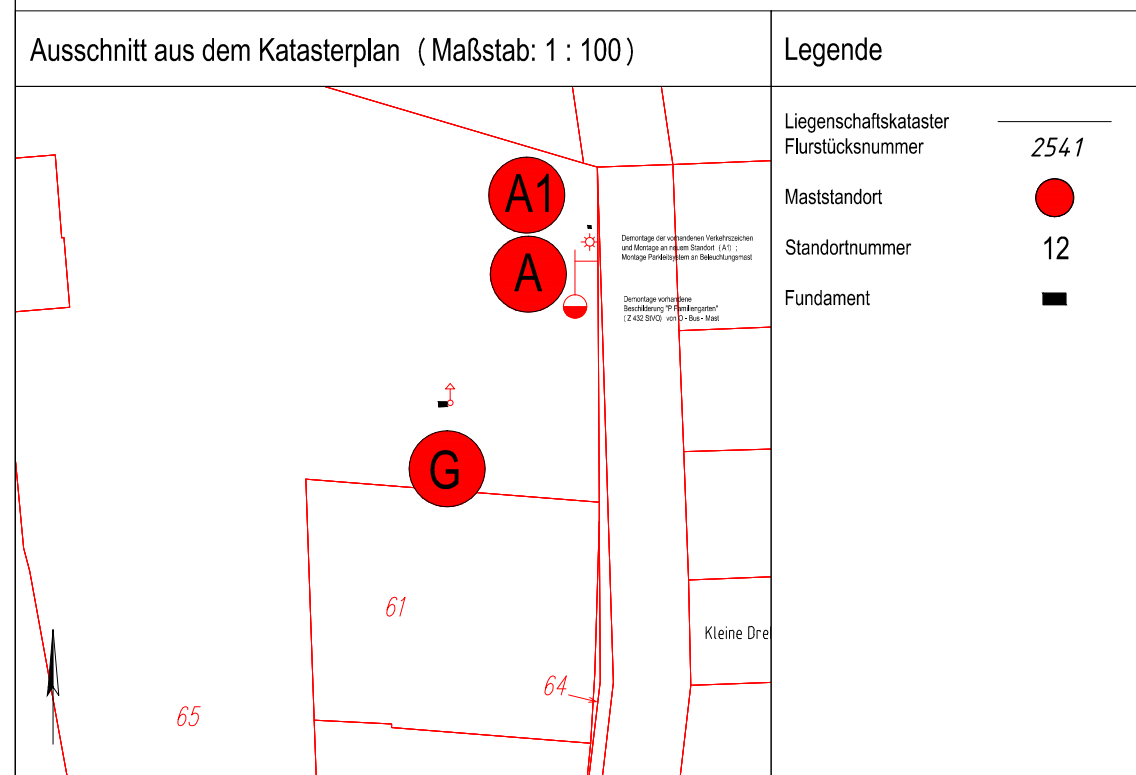 Ausschnitt aus dem Katasterplan (Maßstab: 1 : 100)
Legende
Liegenschaftskataster
Flurstücksnummer 2541
Maststandort
Standortnummer 12
Fundament
A1
A
Demontage der vorhandenen Verkehrszeichen
und Montage an neuem Standort (A1) ;
Montage Parkleitsystem an Beleuchtungsmast
Demontage vorhandene
Beschilderung "P Familiengarten"
( Z 432 StVO) von O - Bus - Mast
G
61
Kleine Dre
64
65